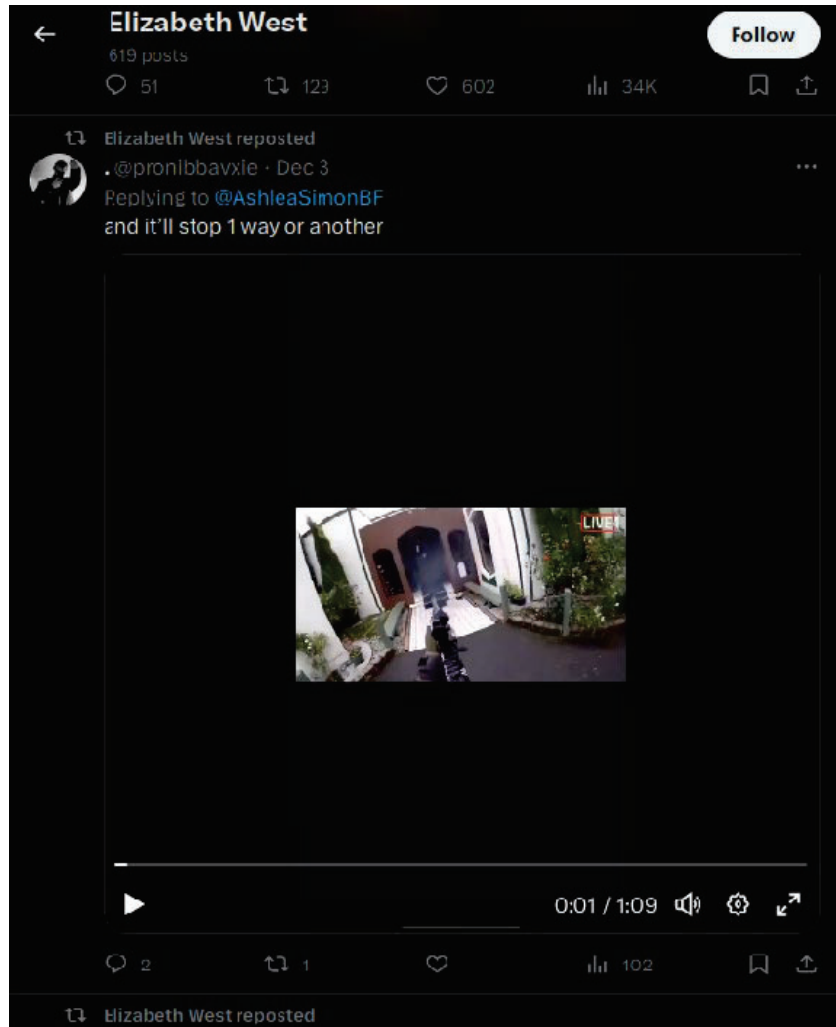 Elizabeth West
Follow
619 posts
51 123 602 34K
Elizabeth West reposted
. @pronibbavxie · Dec 3
Replying to @AshleaSimonBF
and it'll stop 1 way or another
LIVE
0:01 / 1:09
2 1 102
Elizabeth West reposted